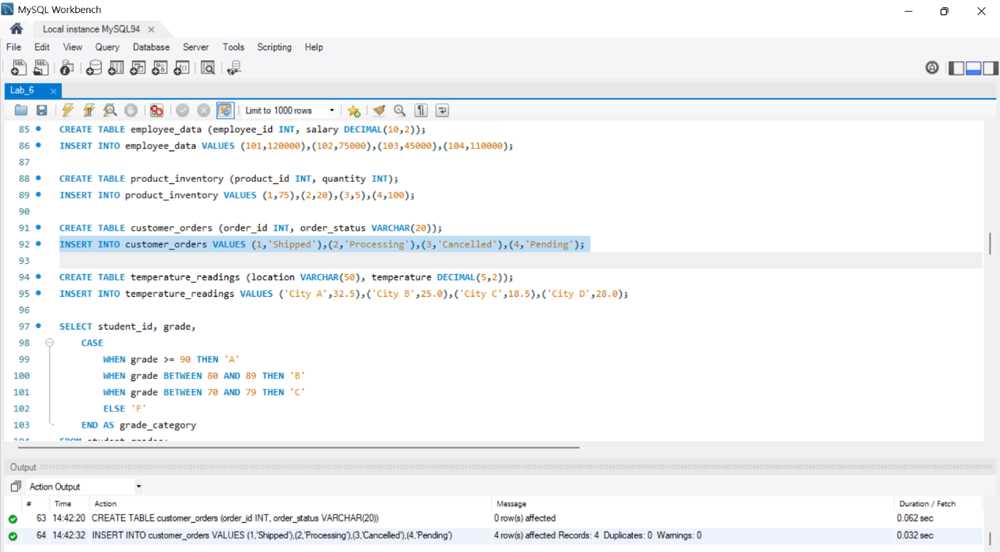 MySQL Workbench
Local instance MySQL94
File Edit View Query Database Server Tools Scripting Help
Lab_6
Limit to 1000 rows
85 CREATE TABLE employee_data (employee_id INT, salary DECIMAL(10,2));
86 INSERT INTO employee_data VALUES (101,120000),(102,75000),(103,45000),(104,110000);
87
88 CREATE TABLE product_inventory (product_id INT, quantity INT);
89 INSERT INTO product_inventory VALUES (1,75),(2,20),(3,5),(4,100);
90
91 CREATE TABLE customer_orders (order_id INT, order_status VARCHAR(20));
92 INSERT INTO customer_orders VALUES (1,'Shipped'),(2,'Processing'),(3,'Cancelled'),(4,'Pending');
93
94 CREATE TABLE temperature_readings (location VARCHAR(50), temperature DECIMAL(5,2));
95 INSERT INTO temperature_readings VALUES ('City A',32.5),('City B',25.0),('City C',18.5),('City D',28.0);
96
97 SELECT student_id, grade,
98 CASE
99 WHEN grade >= 90 THEN 'A'
100 WHEN grade BETWEEN 80 AND 89 THEN 'B'
101 WHEN grade BETWEEN 70 AND 79 THEN 'C'
102 ELSE 'F'
103 END AS grade_category
Output
Action Output
# Time Action Message Duration / Fetch
63 14:42:20 CREATE TABLE customer_orders (order_id INT, order_status VARCHAR(20)) 0 row(s) affected 0.062 sec
64 14:42:32 INSERT INTO customer_orders VALUES (1,'Shipped'),(2,'Processing'),(3,'Cancelled'),(4,'Pending') 4 row(s) affected Records: 4 Duplicates: 0 Warnings: 0 0.032 sec